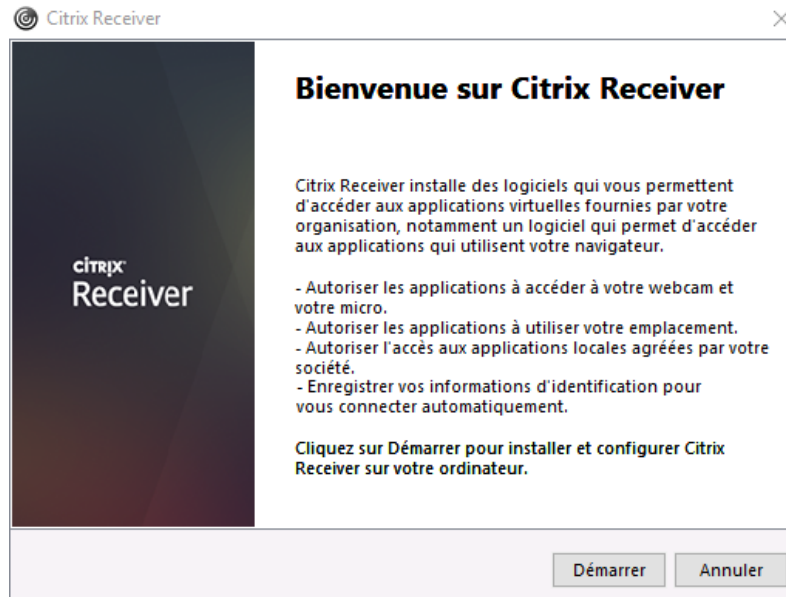 Citrix Receiver
Bienvenue sur Citrix Receiver
Citrix Receiver installe des logiciels qui vous permettent
d'accéder aux applications virtuelles fournies par votre
organisation, notamment un logiciel qui permet d'accéder
aux applications qui utilisent votre navigateur.
- Autoriser les applications à accéder à votre webcam et
votre micro.
- Autoriser les applications à utiliser votre emplacement.
- Autoriser l'accès aux applications locales agréées par votre
société.
- Enregistrer vos informations d'identification pour
vous connecter automatiquement.
Cliquez sur Démarrer pour installer et configurer Citrix
Receiver sur votre ordinateur.
CİTRIX
Receiver
Démarrer
Annuler